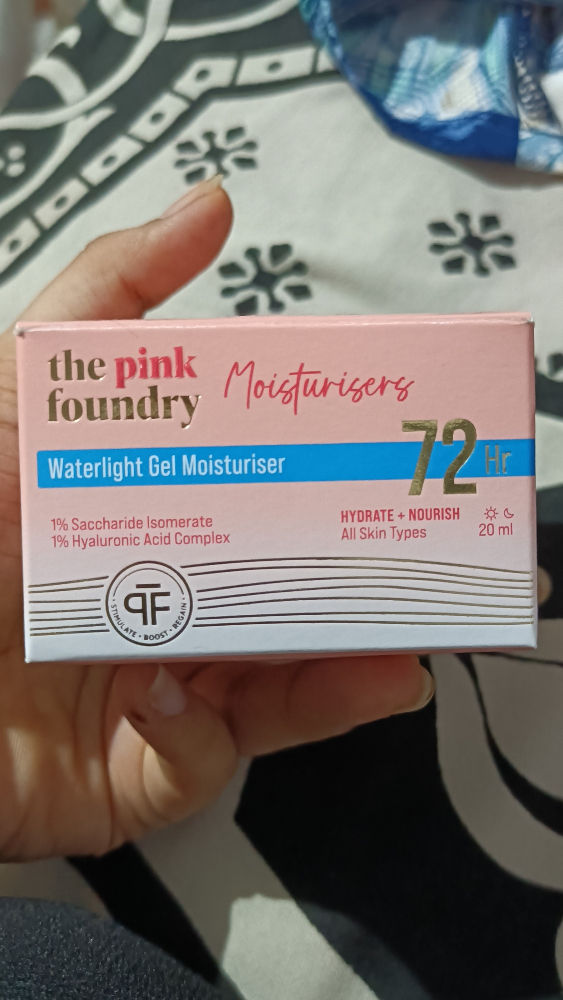 the pink
foundry
Moisturisers
Waterlight Gel Moisturiser
72 Hr
1% Saccharide Isomerate
1% Hyaluronic Acid Complex
HYDRATE + NOURISH
All Skin Types
20 ml
PF
STIMULATE • BOOST • REGAIN